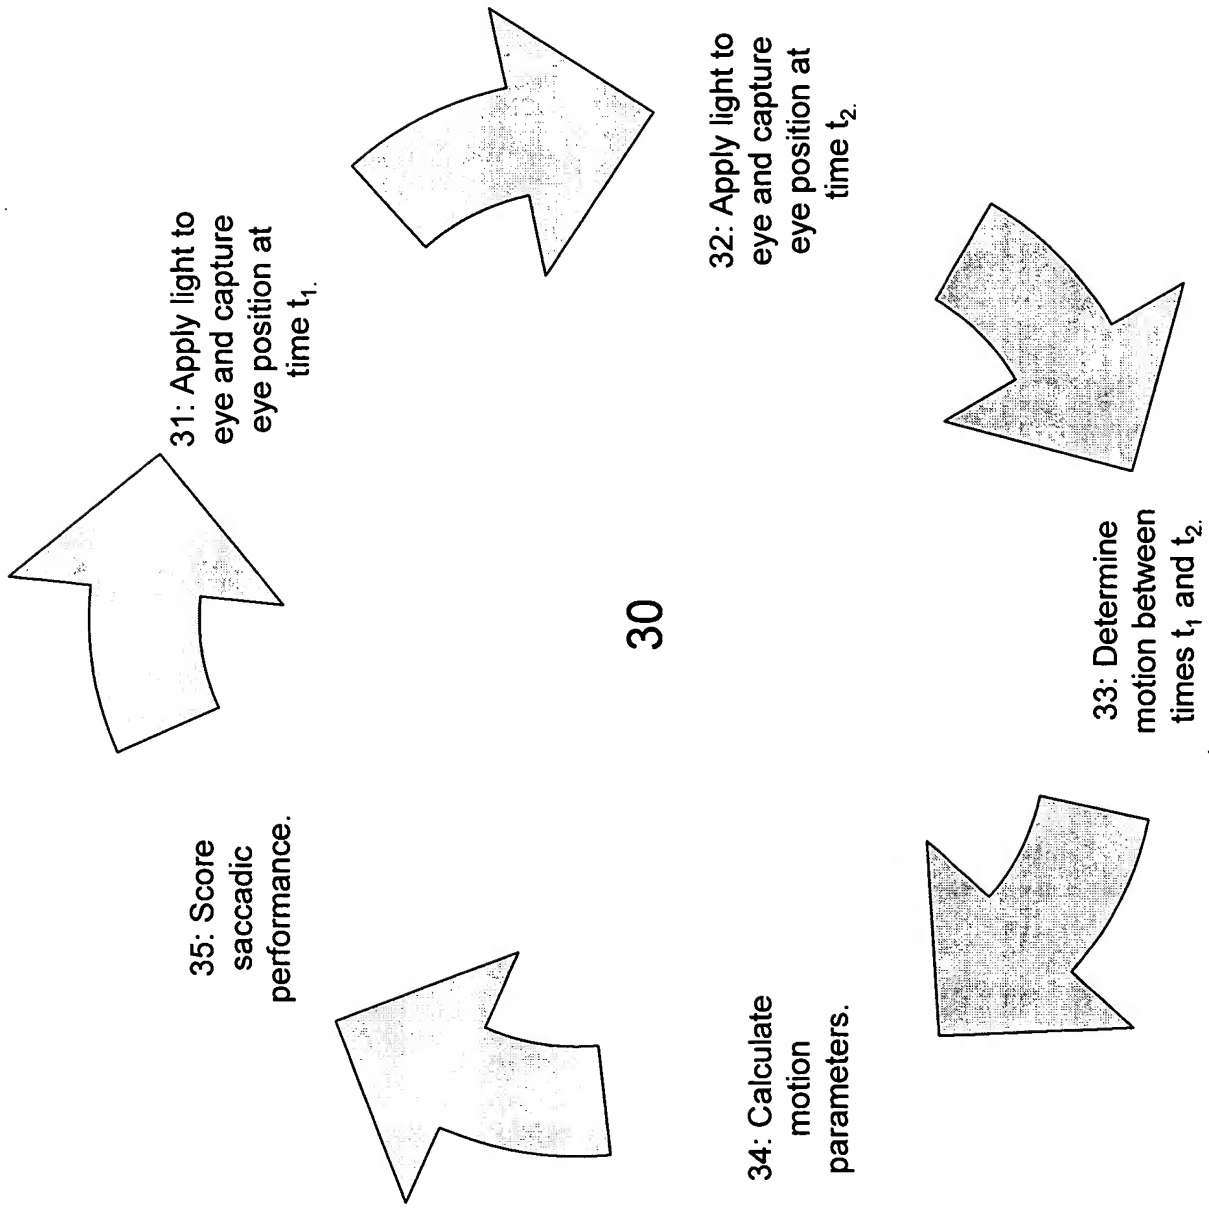 31: Apply light to
eye and capture
eye position at
time t₁.
32: Apply light to
eye and capture
eye position at
time t₂.
33: Determine
motion between
times t₁ and t₂.
34: Calculate
motion
parameters.
35: Score
saccadic
performance.
30